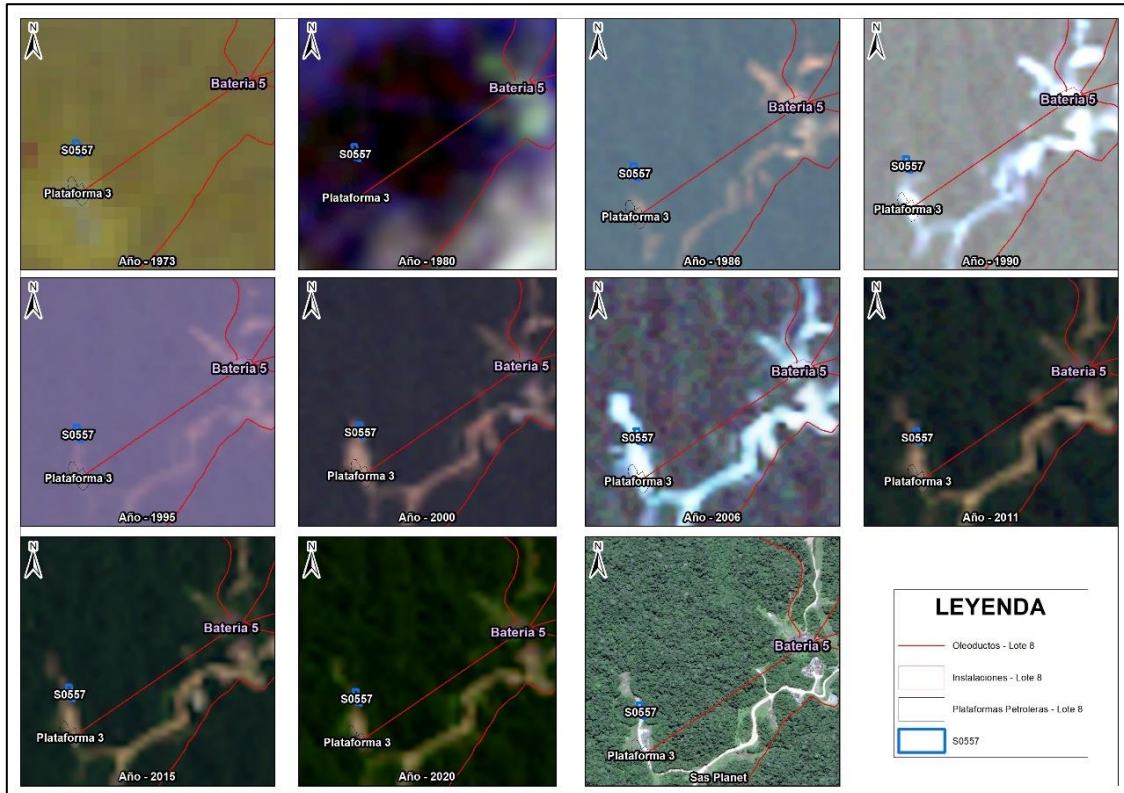 N
Bateria 5
S0557
Plataforma 3
Año - 1973
N
Bateria 5
S0557
Plataforma 3
Año - 1980
N
Bateria 5
S0557
Plataforma 3
Año - 1986
N
Bateria 5
S0557
Plataforma 3
Año - 1990
N
Bateria 5
S0557
Plataforma 3
Año - 1995
N
Bateria 5
S0557
Plataforma 3
Año - 2000
N
Bateria 5
S0557
Plataforma 3
Año - 2006
N
Bateria 5
S0557
Plataforma 3
Año - 2011
N
Bateria 5
S0557
Plataforma 3
Año - 2015
N
Bateria 5
S0557
Plataforma 3
Año - 2020
N
Bateria 5
S0557
Plataforma 3
Sas Planet
LEYENDA
Oleoductos - Lote 8
Instalaciones - Lote 8
Plataformas Petroleras - Lote 8
S0557